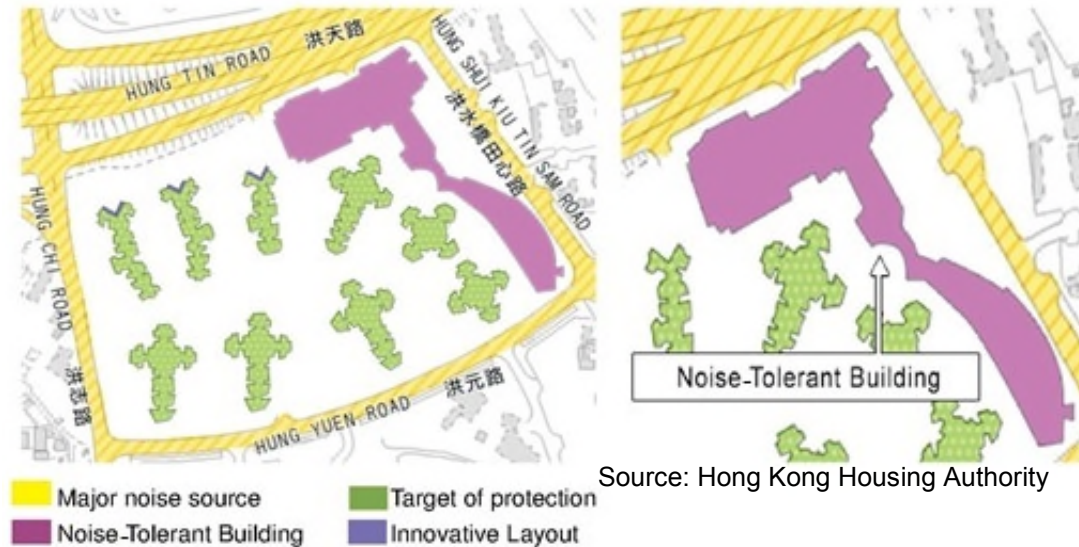 洪天路
HUNG TIN ROAD
HUNG SHUI KIU TIN SAM ROAD
洪水橋田心路
HUNG CHI ROAD
洪志路
洪元路
HUNG YUEN ROAD
Noise-Tolerant Building
Source: Hong Kong Housing Authority
Major noise source
Target of protection
Noise-Tolerant Building
Innovative Layout